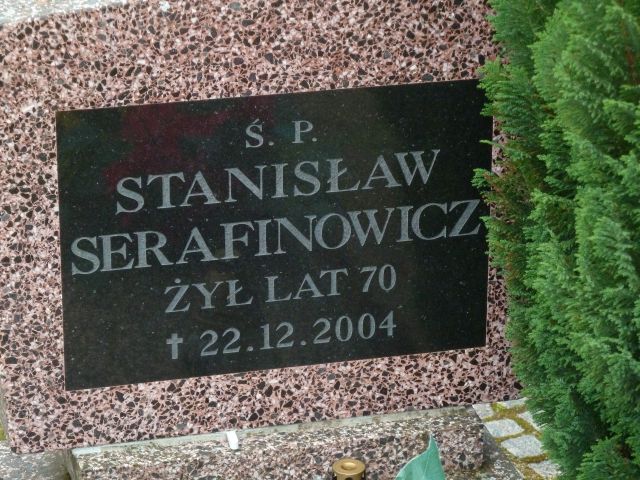 Ś. P.
STANISŁAW
SERAFINOWICZ
ŻYŁ LAT 70
† 22.12.2004